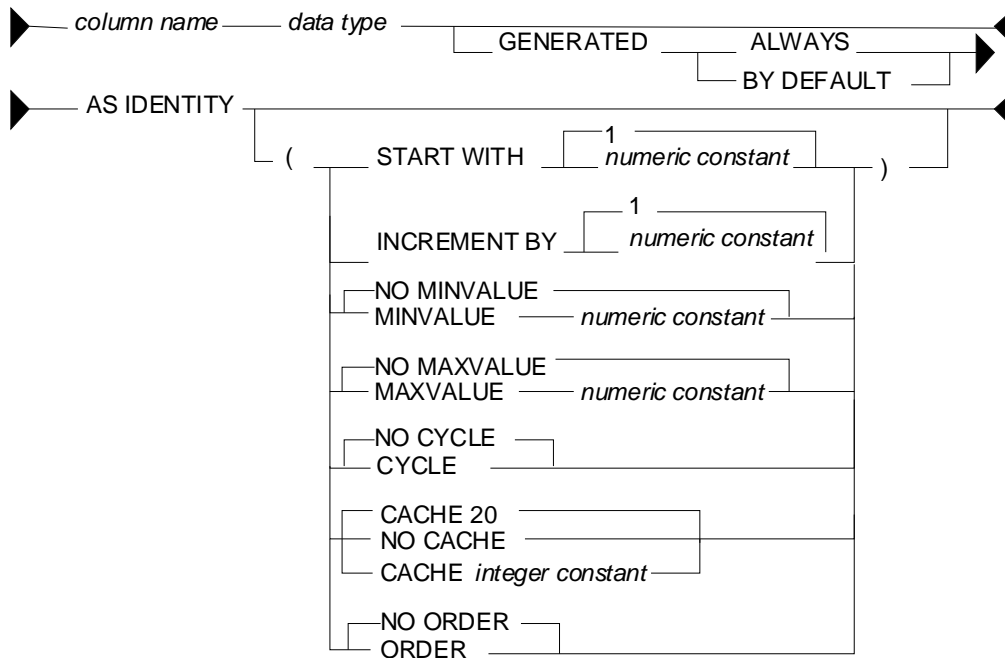 column name data type
GENERATED ALWAYS
BY DEFAULT
AS IDENTITY
1
( START WITH numeric constant )
1
INCREMENT BY numeric constant
NO MINVALUE
MINVALUE numeric constant
NO MAXVALUE
MAXVALUE numeric constant
NO CYCLE
CYCLE
CACHE 20
NO CACHE
CACHE integer constant
NO ORDER
ORDER